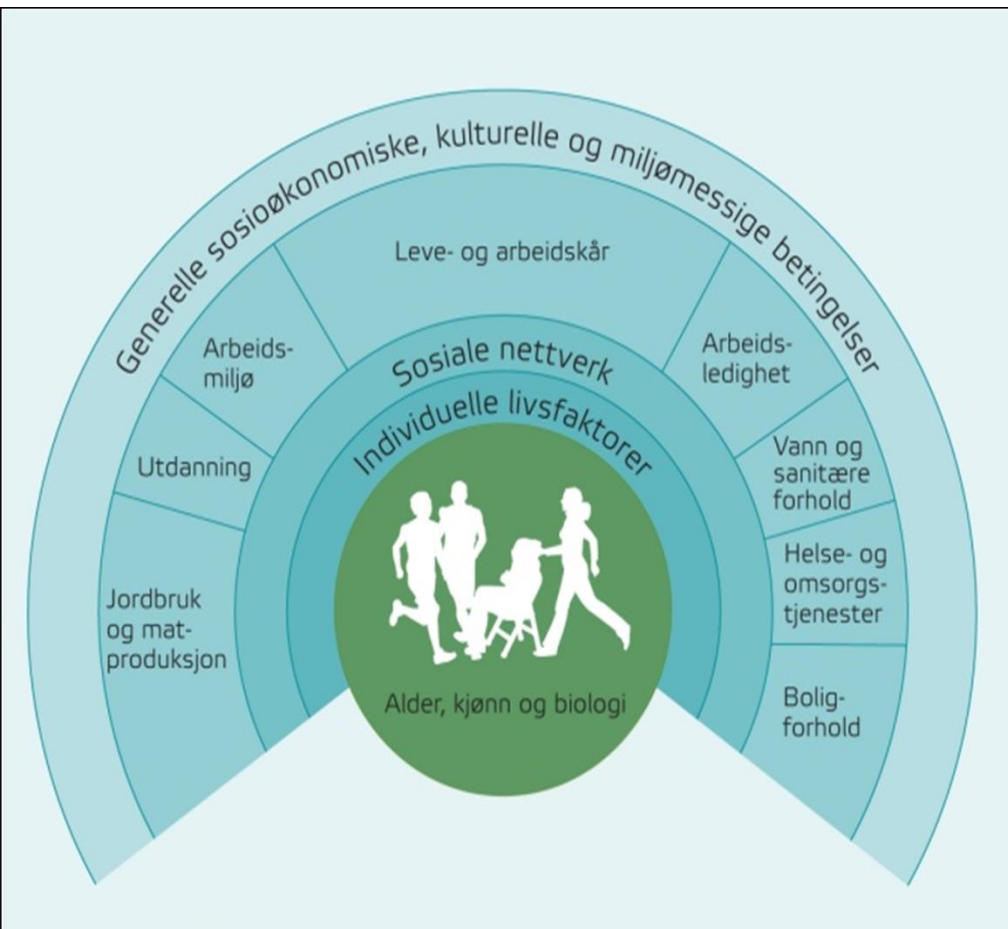 Generelle sosioøkonomiske, kulturelle og miljømessige betingelser
Leve- og arbeidskår
Arbeids-
miljø
Arbeids-
ledighet
Sosiale nettverk
Individuelle livsfaktorer
Utdanning
Vann og
sanitære
forhold
Jordbruk
og mat-
produksjon
Helse- og
omsorgs-
tjenester
Bolig-
forhold
Alder, kjønn og biologi